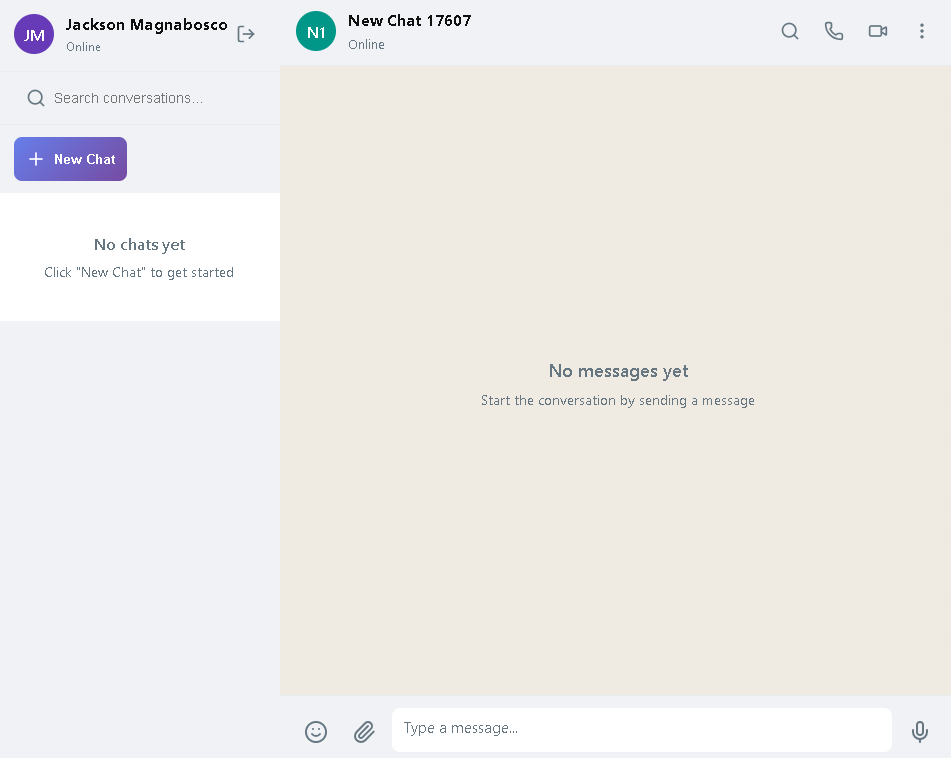 JM
Jackson Magnabosco
Online
Search conversations...
New Chat
No chats yet
Click "New Chat" to get started
N1
New Chat 17607
Online
No messages yet
Start the conversation by sending a message
Type a message...